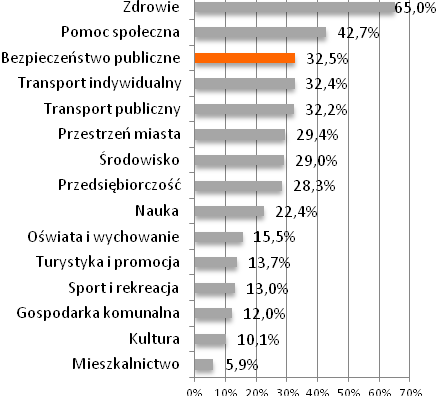 Zdrowie 65,0%
Pomoc społeczna 42,7%
Bezpieczeństwo publiczne 32,5%
Transport indywidualny 32,4%
Transport publiczny 32,2%
Przestrzeń miasta 29,4%
Środowisko 29,0%
Przedsiębiorczość 28,3%
Nauka 22,4%
Oświata i wychowanie 15,5%
Turystyka i promocja 13,7%
Sport i rekreacja 13,0%
Gospodarka komunalna 12,0%
Kultura 10,1%
Mieszkalnictwo 5,9%
0% 10% 20% 30% 40% 50% 60% 70%